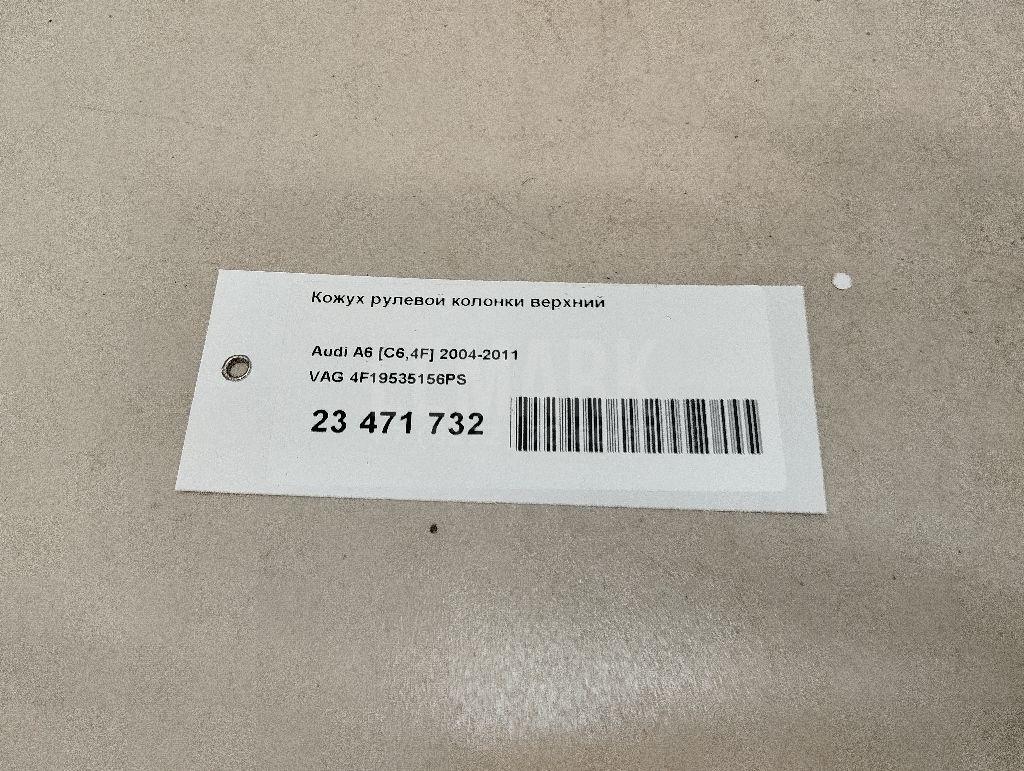 Кожух рулевой колонки верхний
Audi A6 [C6,4F] 2004-2011
VAG 4F19535156PS
23 471 732